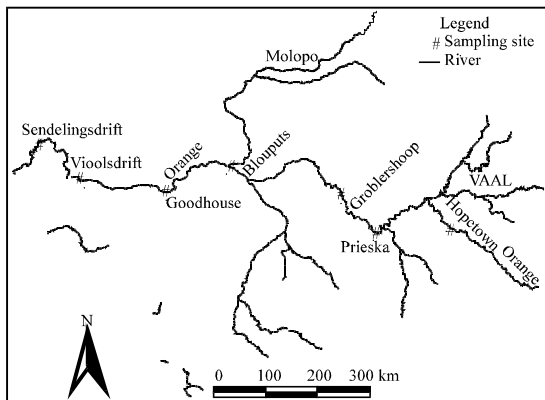 Legend
# Sampling site
River
Molopo
Sendelingsdrift
Vioolsdrift
Orange
Goodhouse
Blouputs
Groblershoop
Prieska
VAAL
Hopetown Orange
N
0 100 200 300 km